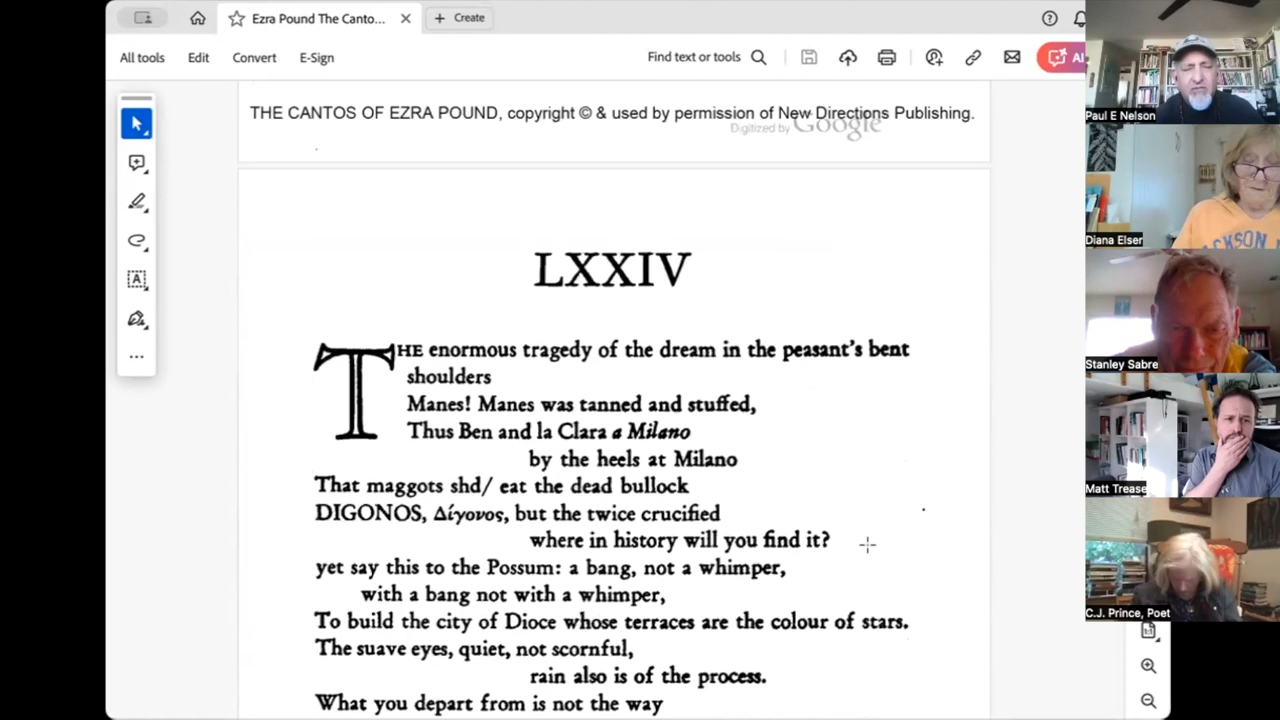 Ezra Pound The Canto...
Create
All tools
Edit
Convert
E-Sign
Find text or tools
AI
THE CANTOS OF EZRA POUND, copyright © & used by permission of New Directions Publishing.
Digitized by Google
LXXIV
THE enormous tragedy of the dream in the peasant's bent
shoulders
Manes! Manes was tanned and stuffed,
Thus Ben and la Clara a Milano
by the heels at Milano
That maggots shd/ eat the dead bullock
DIGONOS, Δίγονος, but the twice crucified
where in history will you find it?
yet say this to the Possum: a bang, not a whimper,
with a bang not with a whimper,
To build the city of Dioce whose terraces are the colour of stars.
The suave eyes, quiet, not scornful,
rain also is of the process.
What you depart from is not the way
Paul E Nelson
Diana Elser
Stanley Sabre
Matt Trease
C.J. Prince, Poet